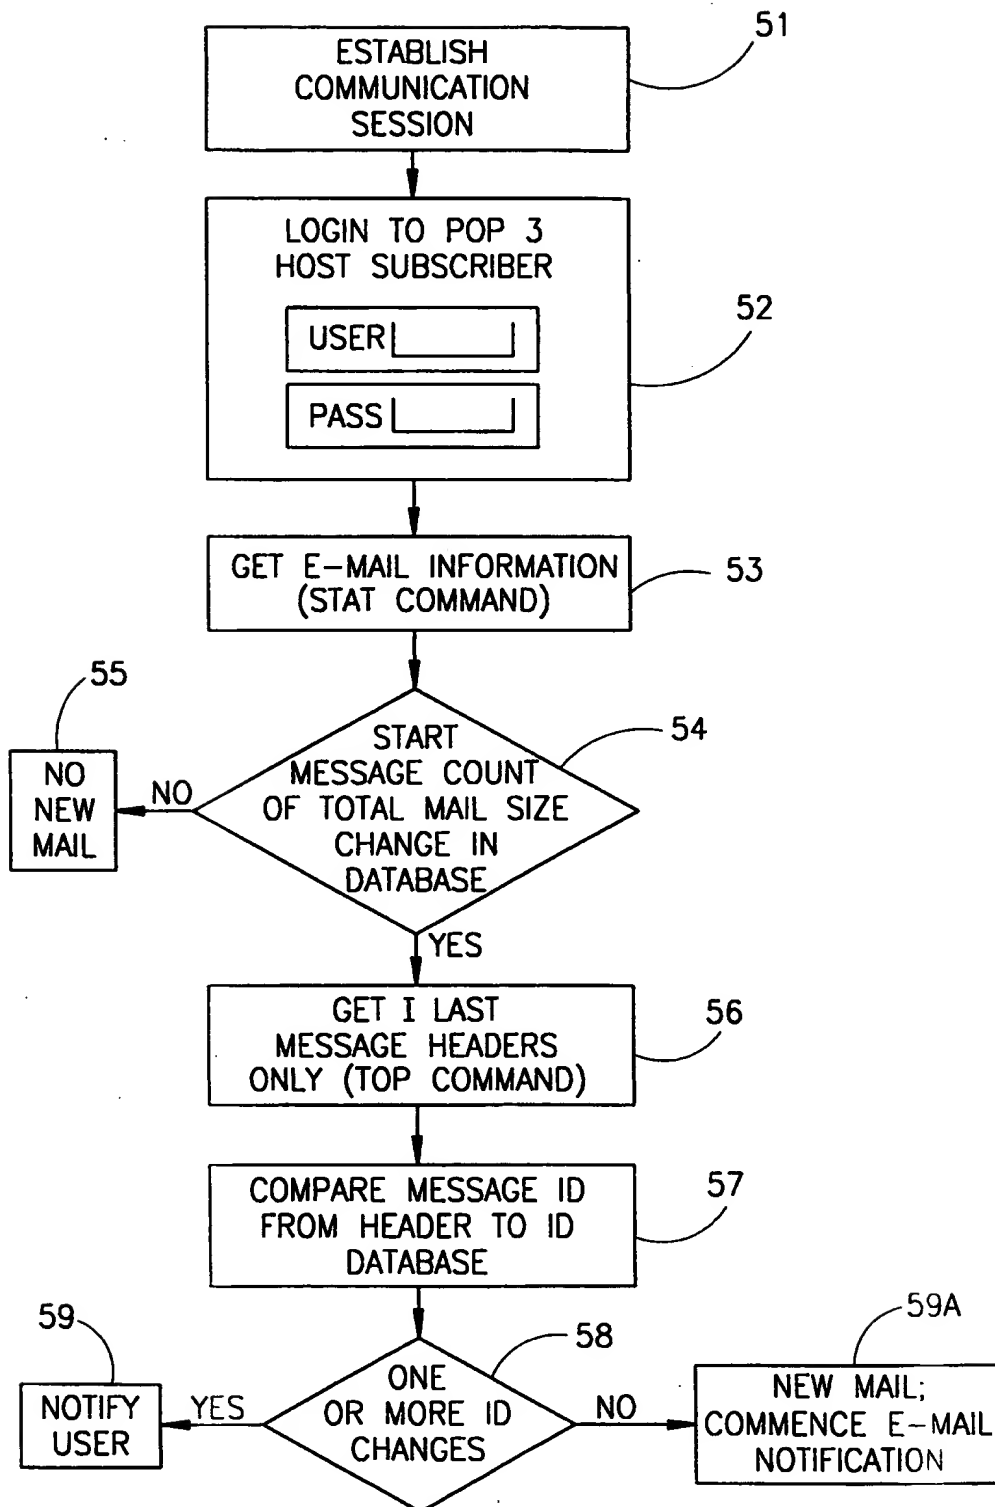 51
ESTABLISH
COMMUNICATION
SESSION
LOGIN TO POP 3
HOST SUBSCRIBER
52
USER
PASS
GET E-MAIL INFORMATION
(STAT COMMAND)
53
55
54
START
MESSAGE COUNT
OF TOTAL MAIL SIZE
CHANGE IN
DATABASE
NO
NEW
MAIL
NO
YES
GET I LAST
MESSAGE HEADERS
ONLY (TOP COMMAND)
56
COMPARE MESSAGE ID
FROM HEADER TO ID
DATABASE
57
59
58
59A
NOTIFY
USER
YES
ONE
OR MORE ID
CHANGES
NO
NEW MAIL;
COMMENCE E-MAIL
NOTIFICATION